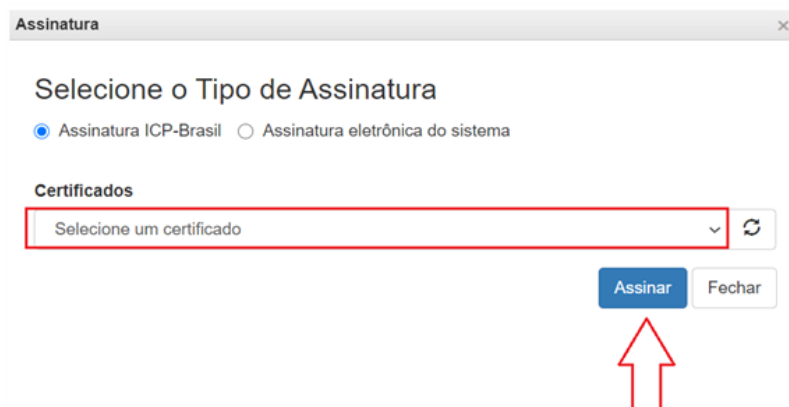 Assinatura
Selecione o Tipo de Assinatura
Assinatura ICP-Brasil Assinatura eletrônica do sistema
Certificados
Selecione um certificado
Assinar Fechar